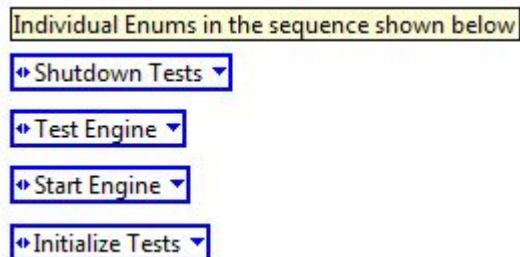 Individual Enums in the sequence shown below
Shutdown Tests
Test Engine
Start Engine
Initialize Tests